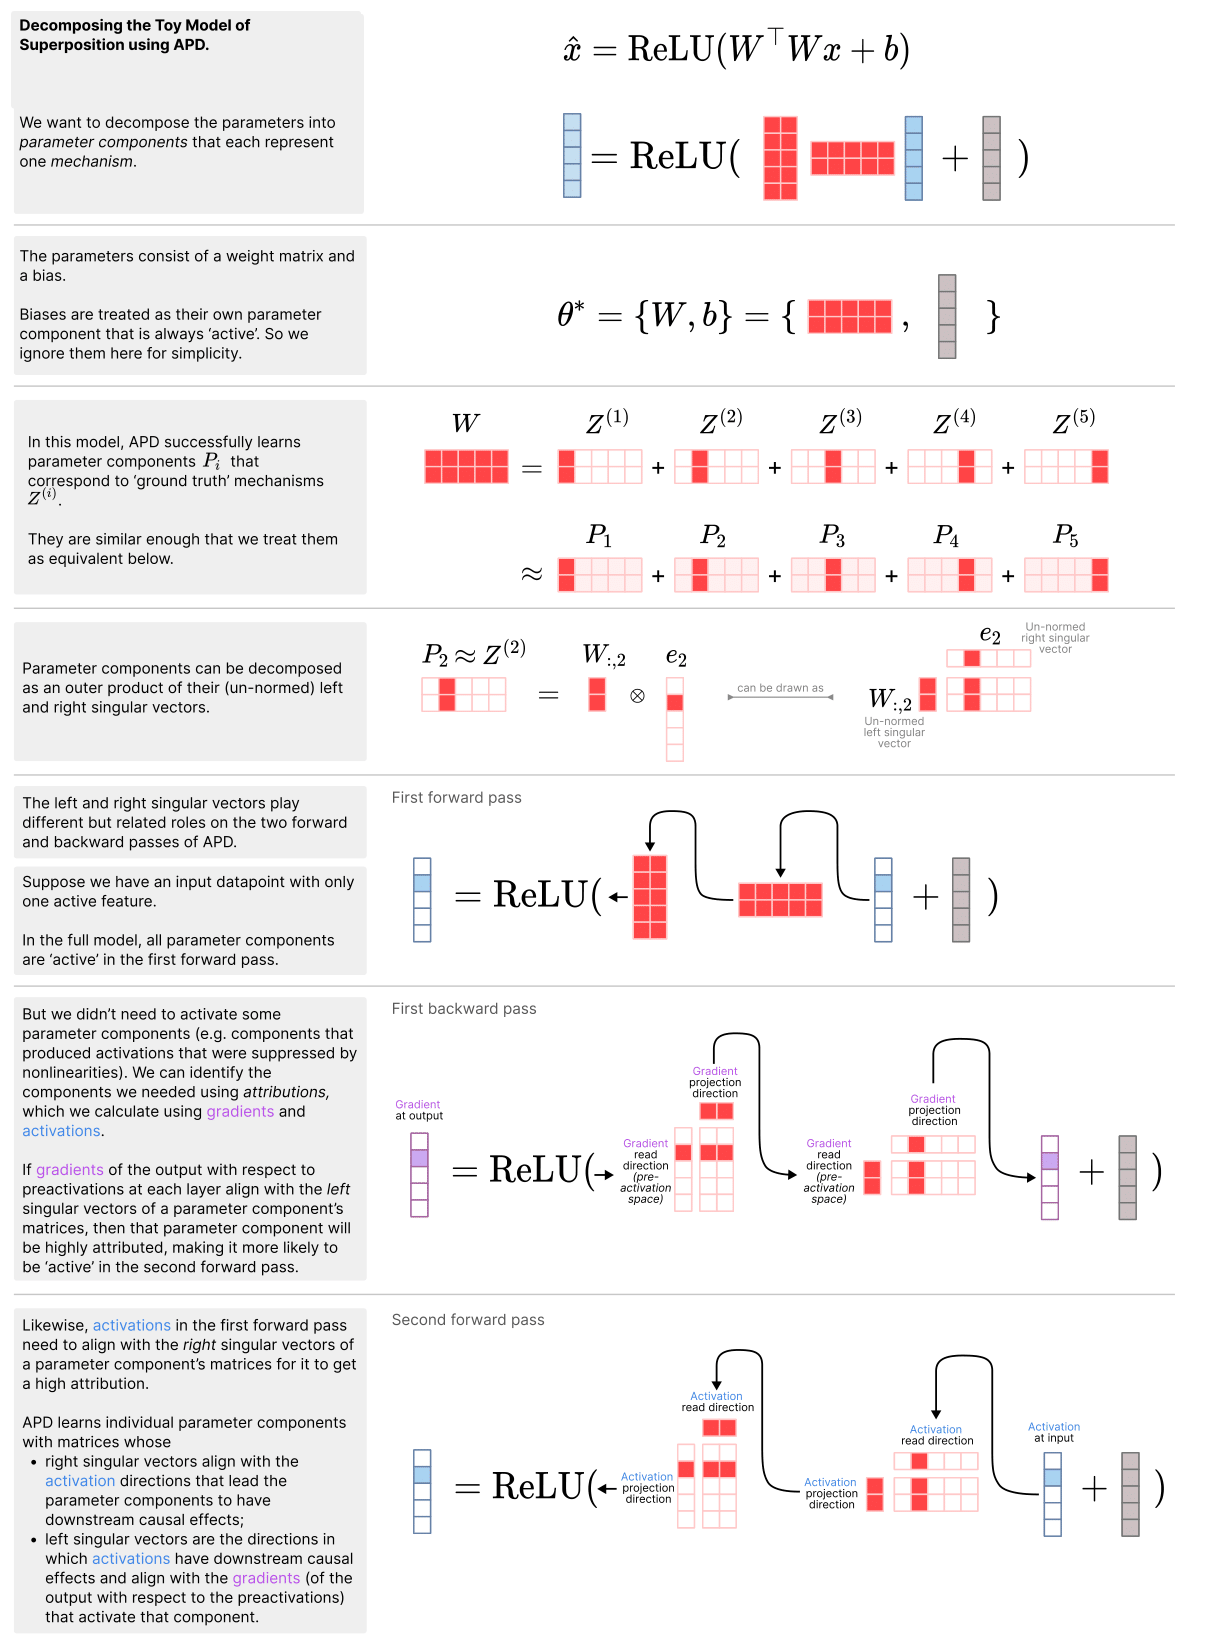 Decomposing the Toy Model of
Superposition using APD.
x̂ = ReLU(W⊤Wx + b)
We want to decompose the parameters into
parameter components that each represent
one mechanism.
= ReLU( + )
The parameters consist of a weight matrix and
a bias.
Biases are treated as their own parameter
component that is always ‘active’. So we
ignore them here for simplicity.
θ* = {W, b} = { , }
In this model, APD successfully learns
parameter components P_i that
correspond to ‘ground truth’ mechanisms
Z^(i).
They are similar enough that we treat them
as equivalent below.
W Z^(1) Z^(2) Z^(3) Z^(4) Z^(5)
= + + + +
P_1 P_2 P_3 P_4 P_5
≈ + + + +
Parameter components can be decomposed
as an outer product of their (un-normed) left
and right singular vectors.
P_2 ≈ Z^(2) W_:,2 e_2
= ⊗
can be drawn as
e_2
Un-normed
right singular
vector
W_:,2
Un-normed
left singular
vector
The left and right singular vectors play
different but related roles on the two forward
and backward passes of APD.
Suppose we have an input datapoint with only
one active feature.
In the full model, all parameter components
are ‘active’ in the first forward pass.
First forward pass
= ReLU( + )
But we didn’t need to activate some
parameter components (e.g. components that
produced activations that were suppressed by
nonlinearities). We can identify the
components we needed using attributions,
which we calculate using gradients and
activations.
If gradients of the output with respect to
preactivations at each layer align with the left
singular vectors of a parameter component’s
matrices, then that parameter component will
be highly attributed, making it more likely to
be ‘active’ in the second forward pass.
First backward pass
Gradient
at output
= ReLU(
Gradient
projection
direction
Gradient
read
direction
(pre-
activation
space)
Gradient
projection
direction
Gradient
read
direction
(pre-
activation
space)
+ )
Likewise, activations in the first forward pass
need to align with the right singular vectors of
a parameter component’s matrices for it to get
a high attribution.
APD learns individual parameter components
with matrices whose
• right singular vectors align with the
activation directions that lead the
parameter components to have
downstream causal effects;
• left singular vectors are the directions in
which activations have downstream causal
effects and align with the gradients (of the
output with respect to the preactivations)
that activate that component.
Second forward pass
= ReLU(
Activation
read direction
Activation
projection
direction
Activation
read direction
Activation
projection
direction
Activation
at input
+ )